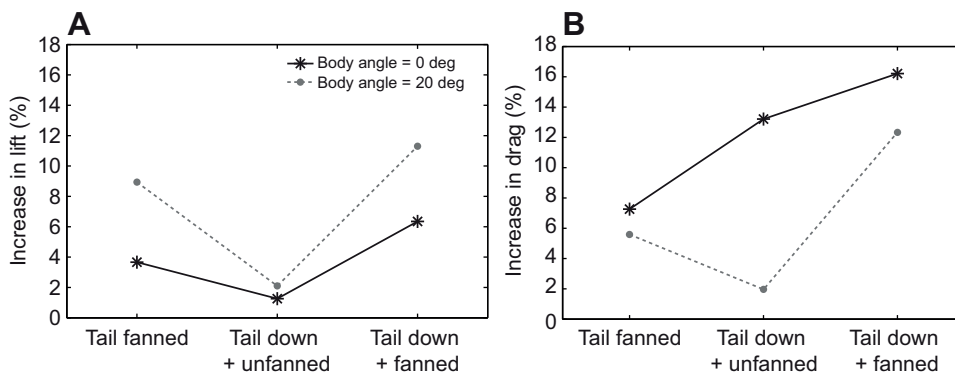 A
Increase in lift (%)
18
16
14
12
10
8
6
4
2
0
Body angle = 0 deg
Body angle = 20 deg
Tail fanned
Tail down
+ unfanned
Tail down
+ fanned
B
Increase in drag (%)
18
16
14
12
10
8
6
4
2
0
Tail fanned
Tail down
+ unfanned
Tail down
+ fanned